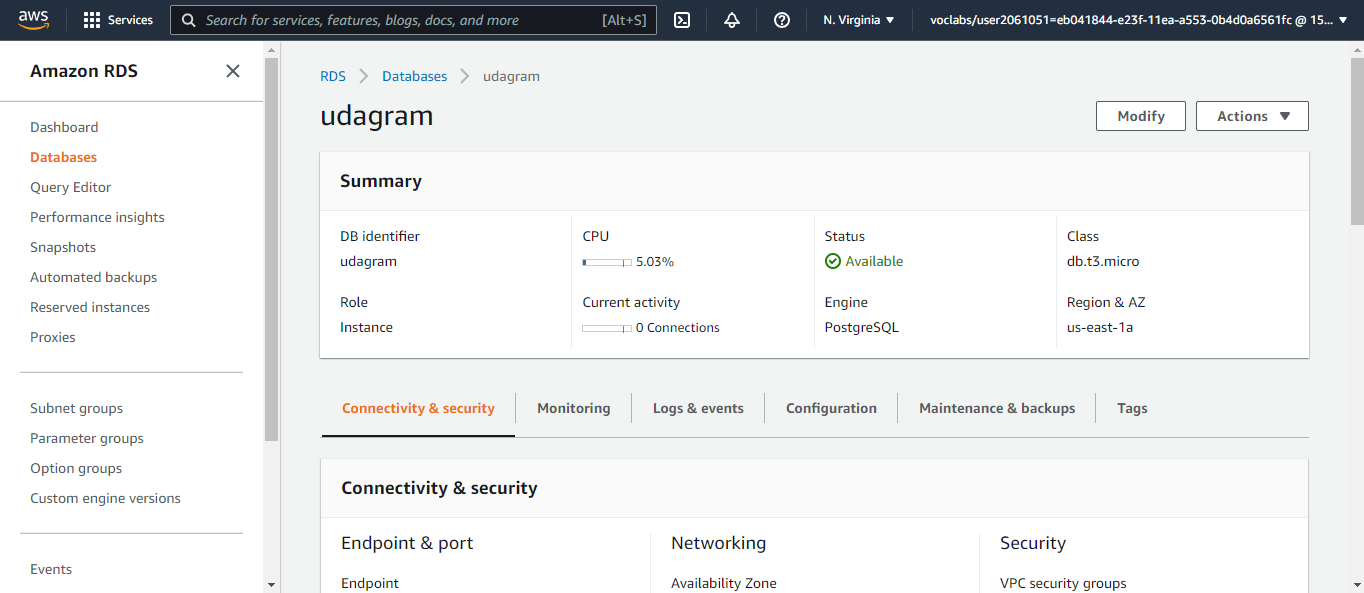 aws Services Search for services, features, blogs, docs, and more [Alt+S] N. Virginia voclabs/user2061051=eb041844-e23f-11ea-a553-0b4d0a6561fc @ 15...
Amazon RDS
Dashboard
Databases
Query Editor
Performance insights
Snapshots
Automated backups
Reserved instances
Proxies
Subnet groups
Parameter groups
Option groups
Custom engine versions
Events
RDS Databases udagram
udagram
Modify Actions
Summary
DB identifier CPU Status Class
udagram 5.03% Available db.t3.micro
Role Current activity Engine Region & AZ
Instance 0 Connections PostgreSQL us-east-1a
Connectivity & security Monitoring Logs & events Configuration Maintenance & backups Tags
Connectivity & security
Endpoint & port Networking Security
Endpoint Availability Zone VPC security groups